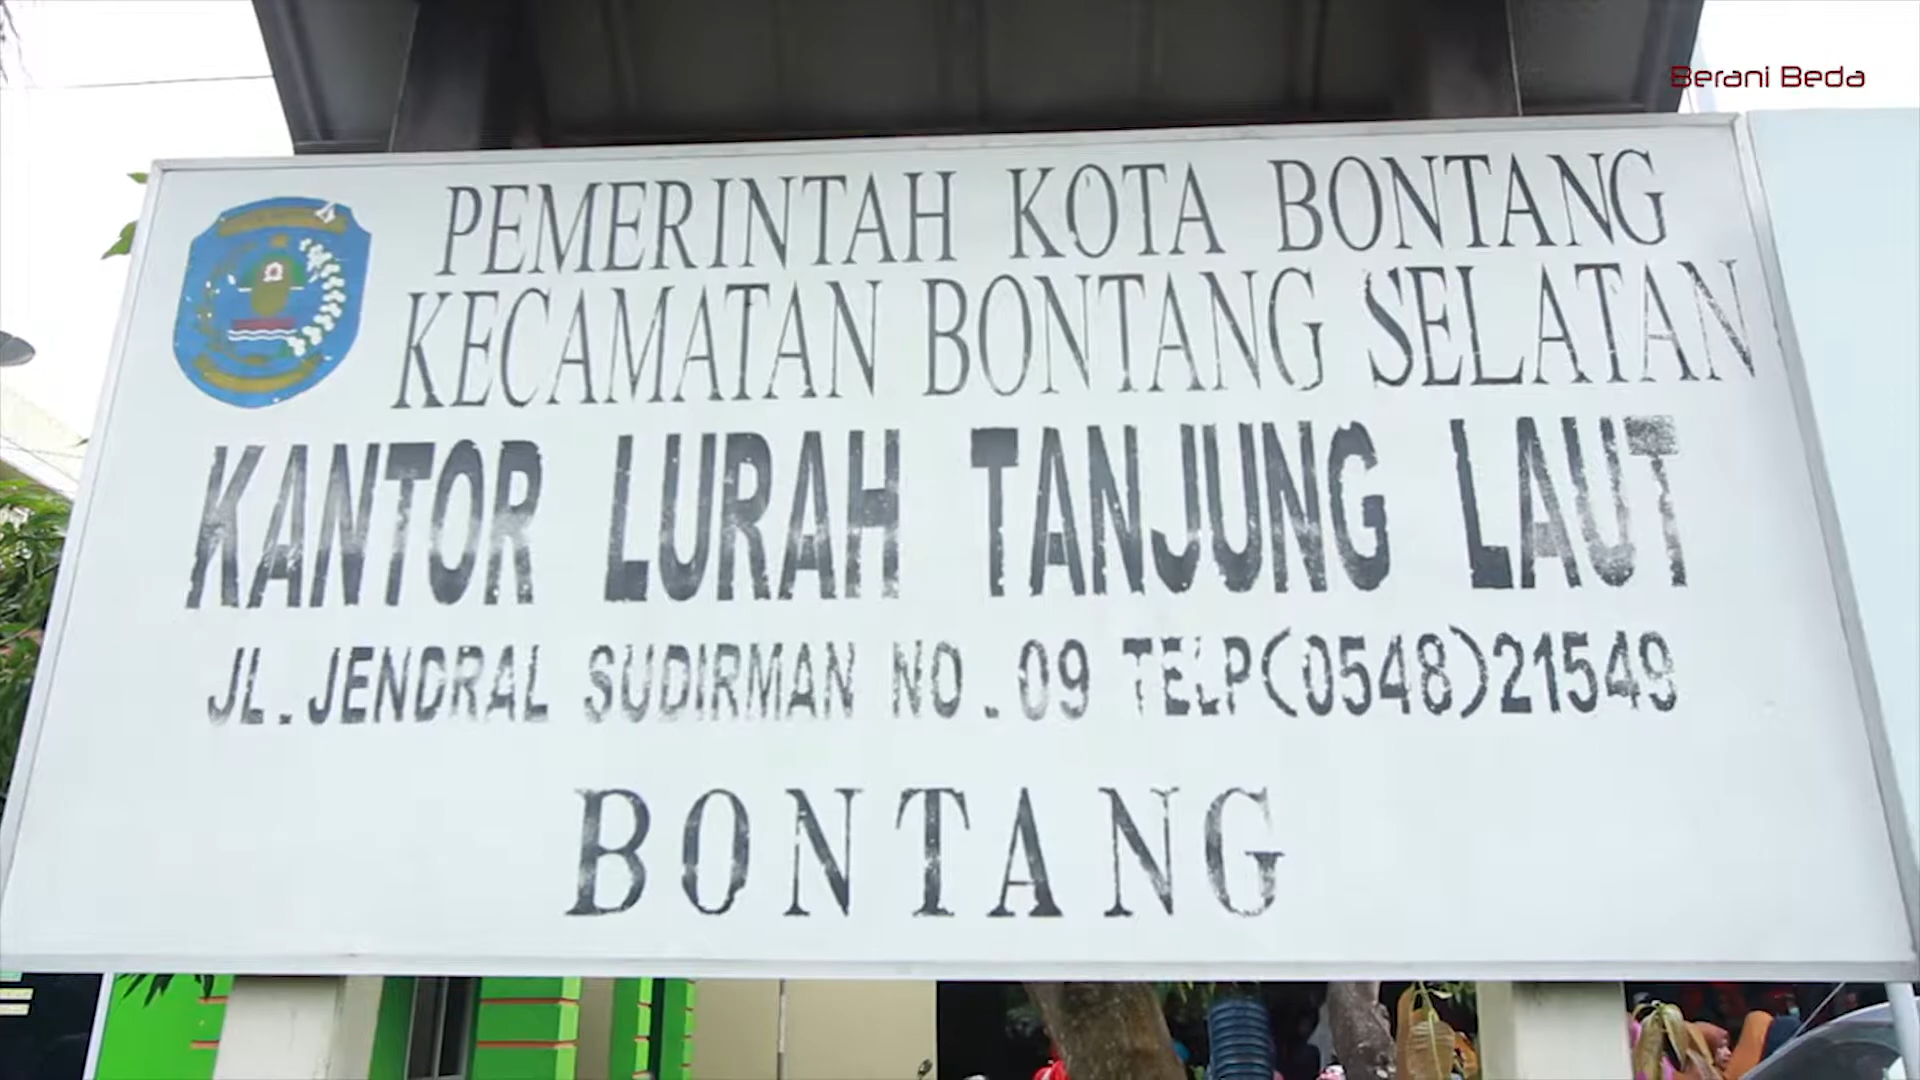 Berani Beda
PEMERINTAH KOTA BONTANG
KECAMATAN BONTANG SELATAN
KANTOR LURAH TANJUNG LAUT
JL. JENDRAL SUDIRMAN NO. 09 TELP(0548)21549
BONTANG